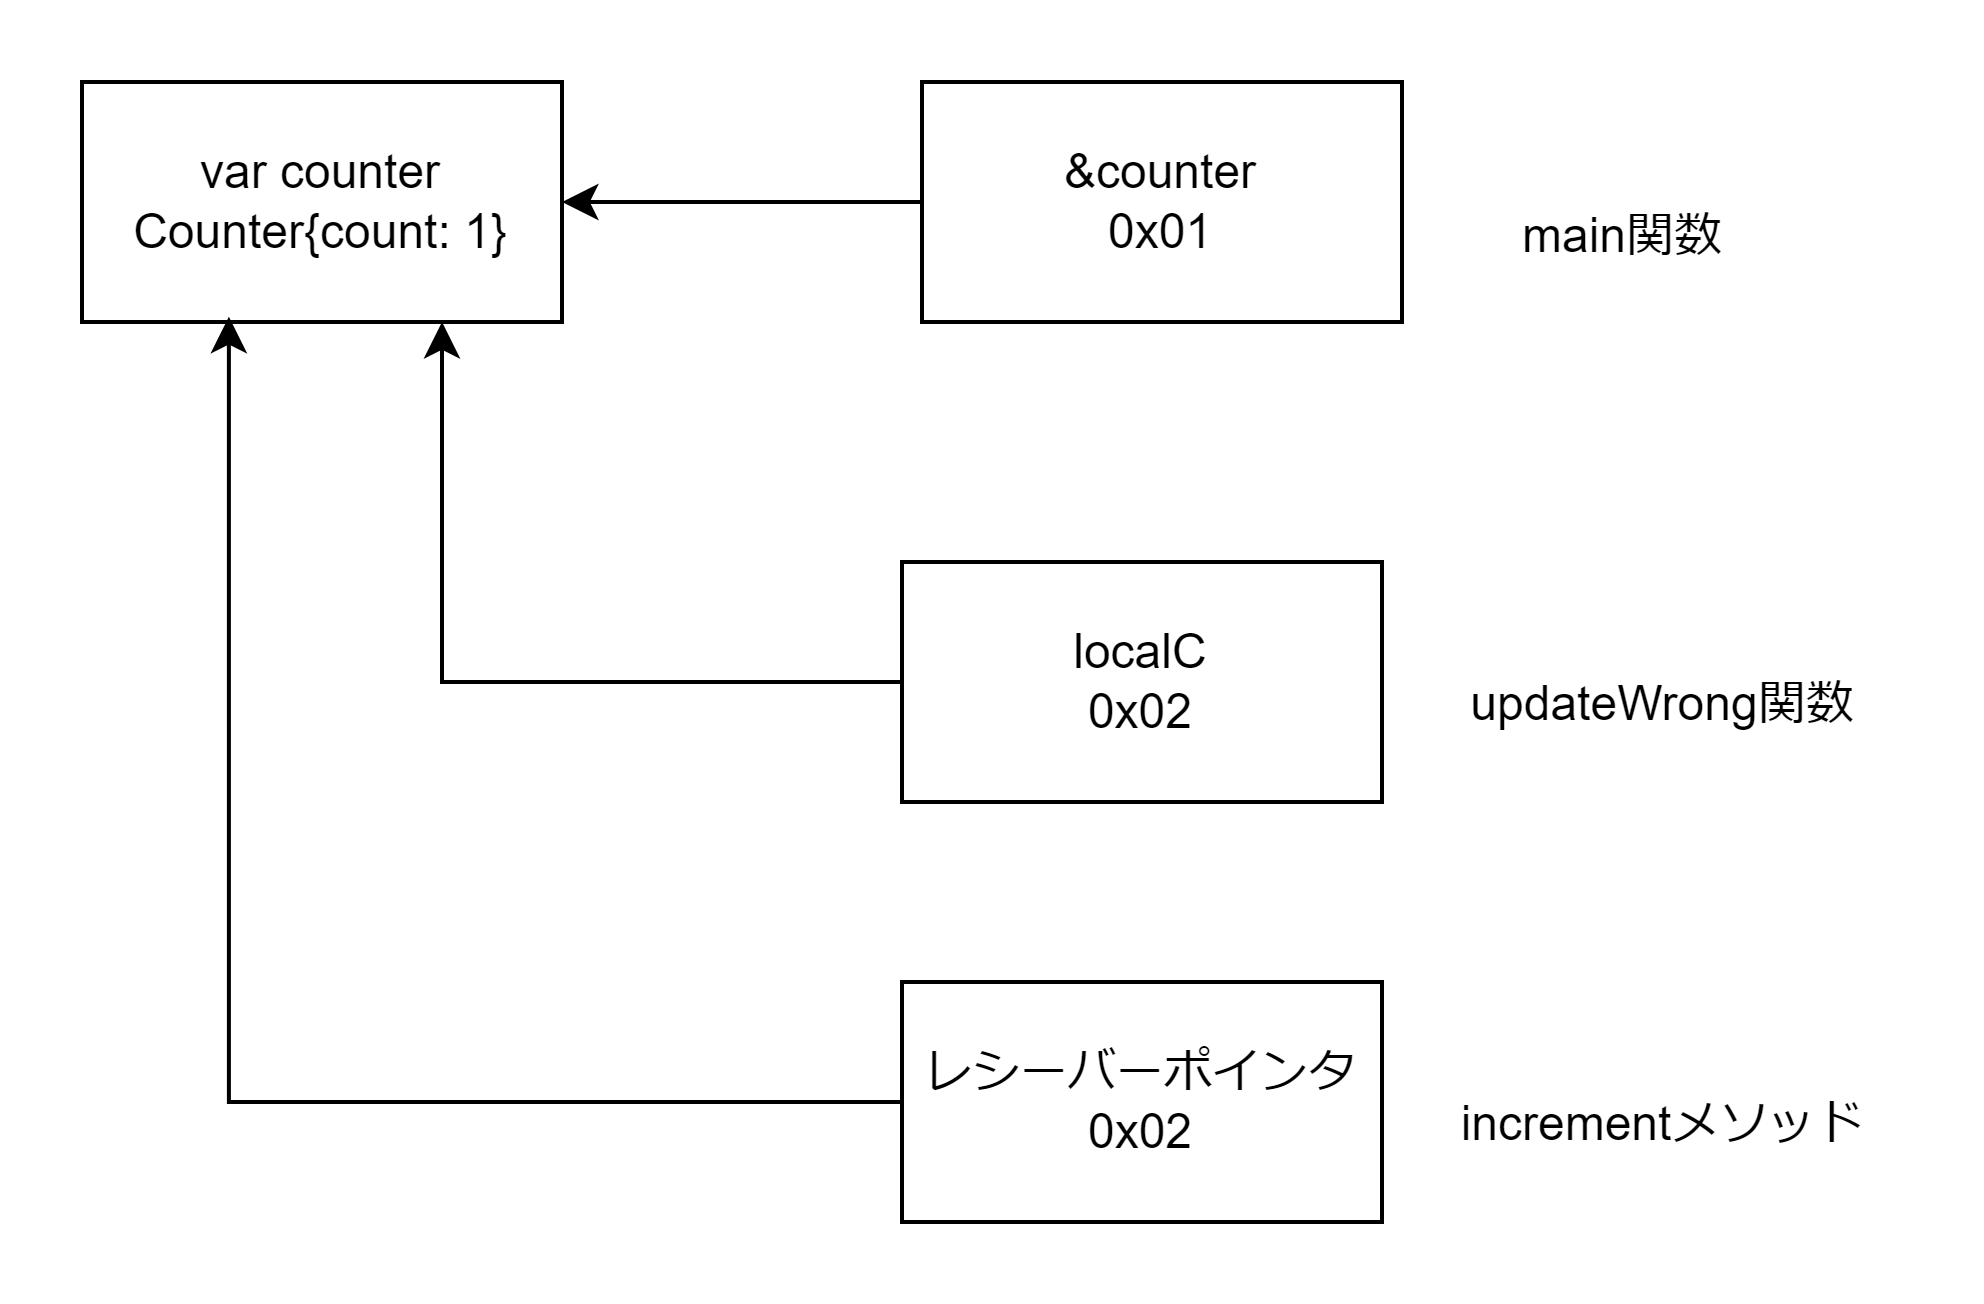 var counter
Counter{count: 1}
&counter
0x01
main関数
localC
0x02
updateWrong関数
レシーバーポインタ
0x02
incrementメソッド